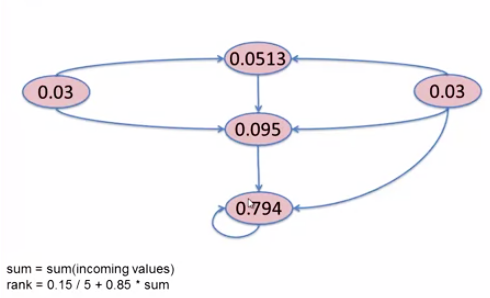 0.0513
0.03
0.03
0.095
0.794
sum = sum(incoming values)
rank = 0.15 / 5 + 0.85 * sum